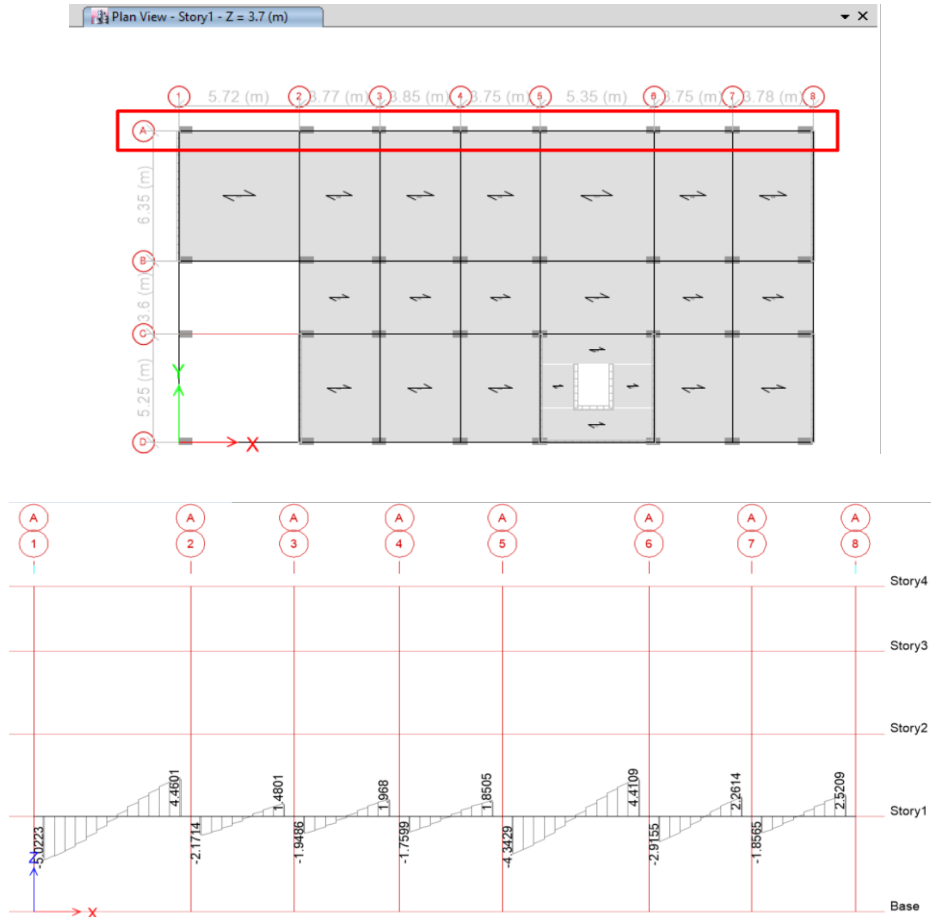 Plan View - Story1 - Z = 3.7 (m)
1 5.72 (m) 2 3.77 (m) 3 3.85 (m) 4 3.75 (m) 5 5.35 (m) 6 3.75 (m) 7 3.78 (m) 8
A
6.35 (m)
B
3.6 (m)
C
5.25 (m)
Y
D
X
A A A A A A A A
1 2 3 4 5 6 7 8
Story4
Story3
Story2
-5.0223 4.4601 -2.1714 1.4801 -1.9486 1.968 -1.7599 1.8505 -4.3429 4.4109 -2.9155 2.2614 -1.8565 2.5209
Story1
Z
X
Base